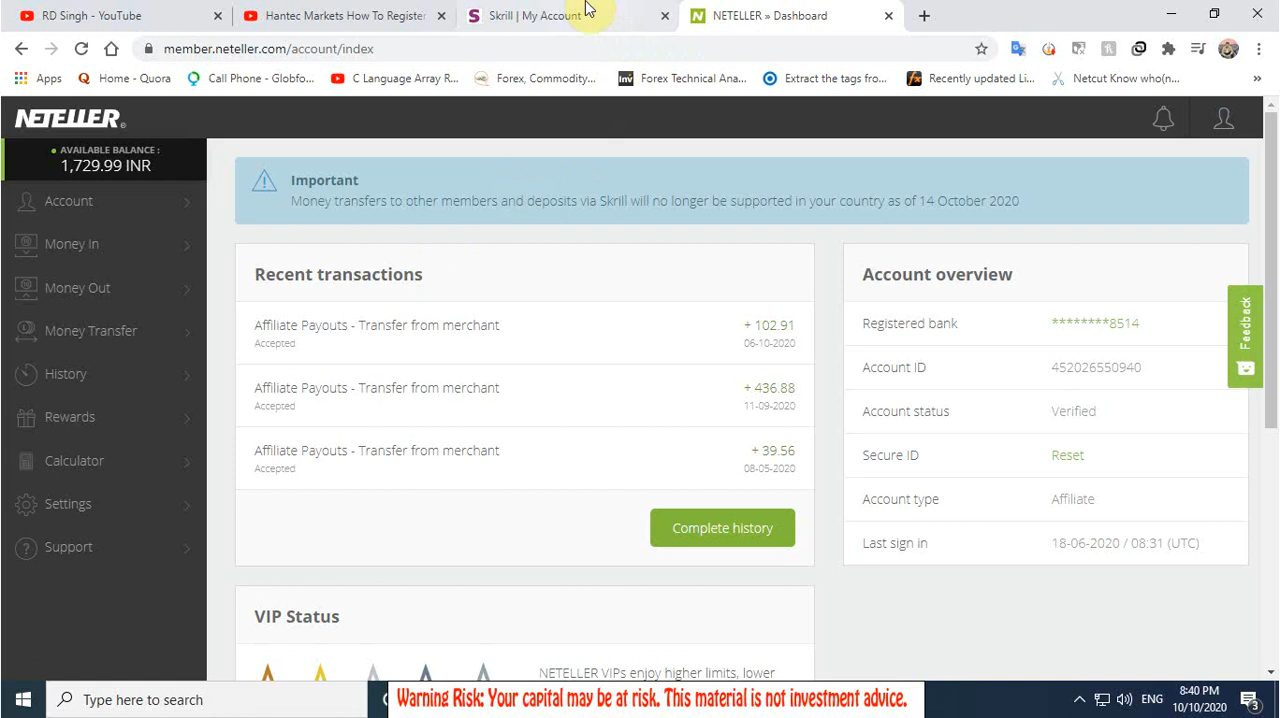 RD Singh - YouTube
Hantec Markets How To Register
Skrill | My Account
NETELLER » Dashboard
member.neteller.com/account/index
Apps
Home - Quora
Call Phone - Globfo...
C Language Array R...
Forex, Commodity...
Forex Technical Ana...
Extract the tags fro...
Recently updated Li...
Netcut Know who(n...
»
NETELLER
AVAILABLE BALANCE :
1,729.99 INR
Account
Money In
Money Out
Money Transfer
History
Rewards
Calculator
Settings
Support
Important
Money transfers to other members and deposits via Skrill will no longer be supported in your country as of 14 October 2020
Recent transactions
Affiliate Payouts - Transfer from merchant
+ 102.91
Accepted
06-10-2020
Affiliate Payouts - Transfer from merchant
+ 436.88
Accepted
11-09-2020
Affiliate Payouts - Transfer from merchant
+ 39.56
Accepted
08-05-2020
Complete history
VIP Status
NETELLER VIPs enjoy higher limits, lower
Account overview
Registered bank
********8514
Account ID
452026550940
Account status
Verified
Secure ID
Reset
Account type
Affiliate
Last sign in
18-06-2020 / 08:31 (UTC)
Feedback
Type here to search
Warning Risk: Your capital may be at risk. This material is not investment advice.
ENG
8:40 PM
10/10/2020
3